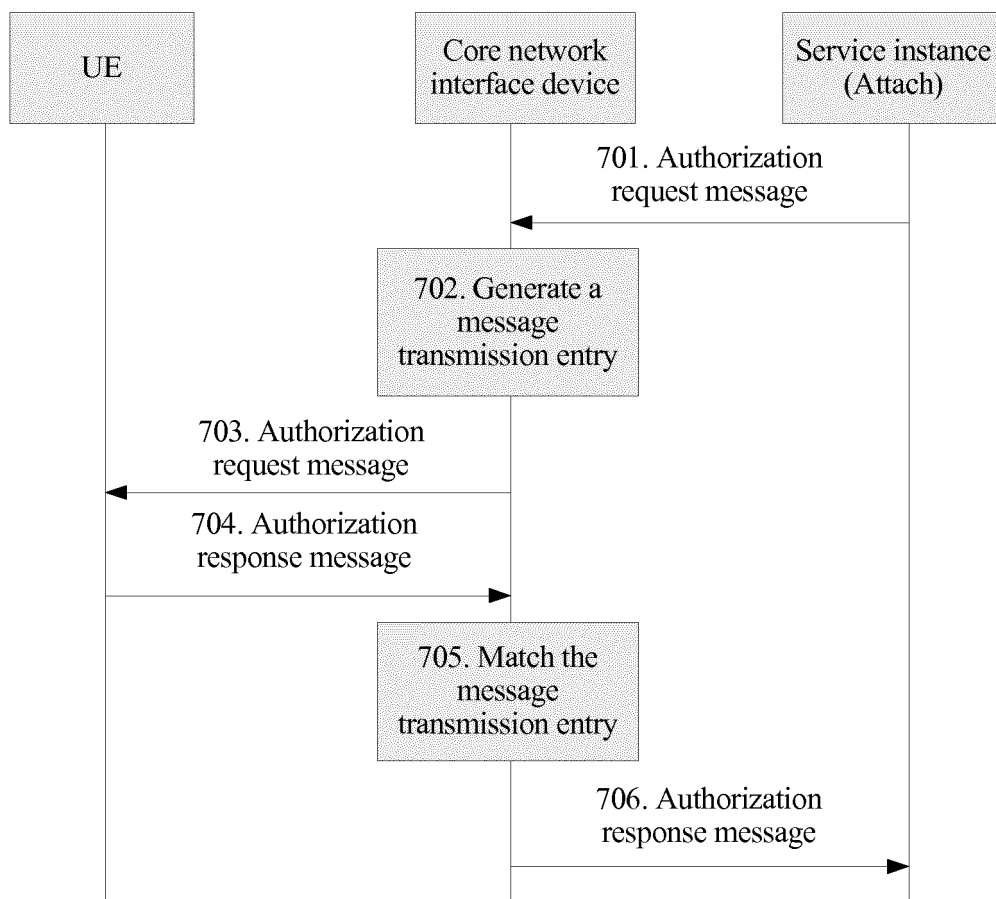 UE
Core network
interface device
Service instance
(Attach)
701. Authorization
request message
702. Generate a
message
transmission entry
703. Authorization
request message
704. Authorization
response message
705. Match the
message
transmission entry
706. Authorization
response message